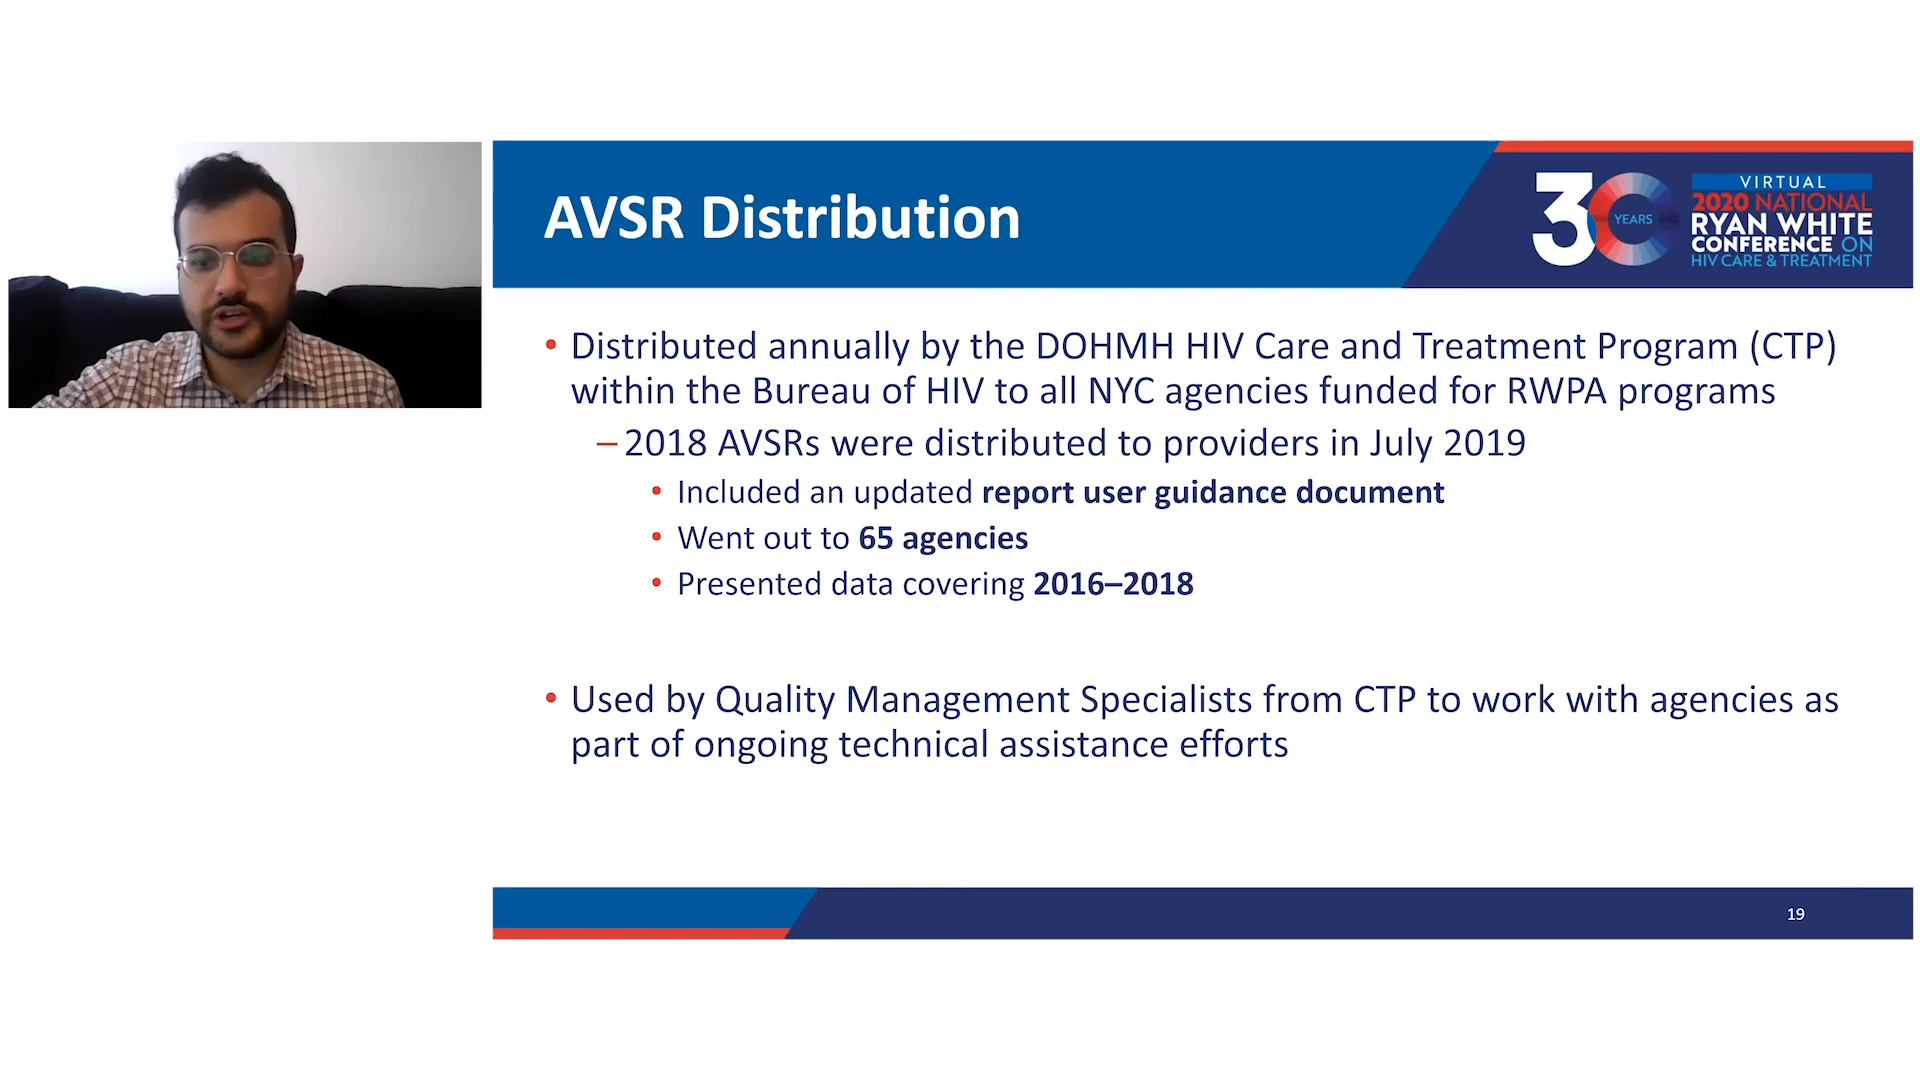 AVSR Distribution
30
YEARS
VIRTUAL
2020 NATIONAL
RYAN WHITE
CONFERENCE ON
HIV CARE & TREATMENT
• Distributed annually by the DOHMH HIV Care and Treatment Program (CTP)
within the Bureau of HIV to all NYC agencies funded for RWPA programs
– 2018 AVSRs were distributed to providers in July 2019
• Included an updated report user guidance document
• Went out to 65 agencies
• Presented data covering 2016–2018
• Used by Quality Management Specialists from CTP to work with agencies as
part of ongoing technical assistance efforts
19